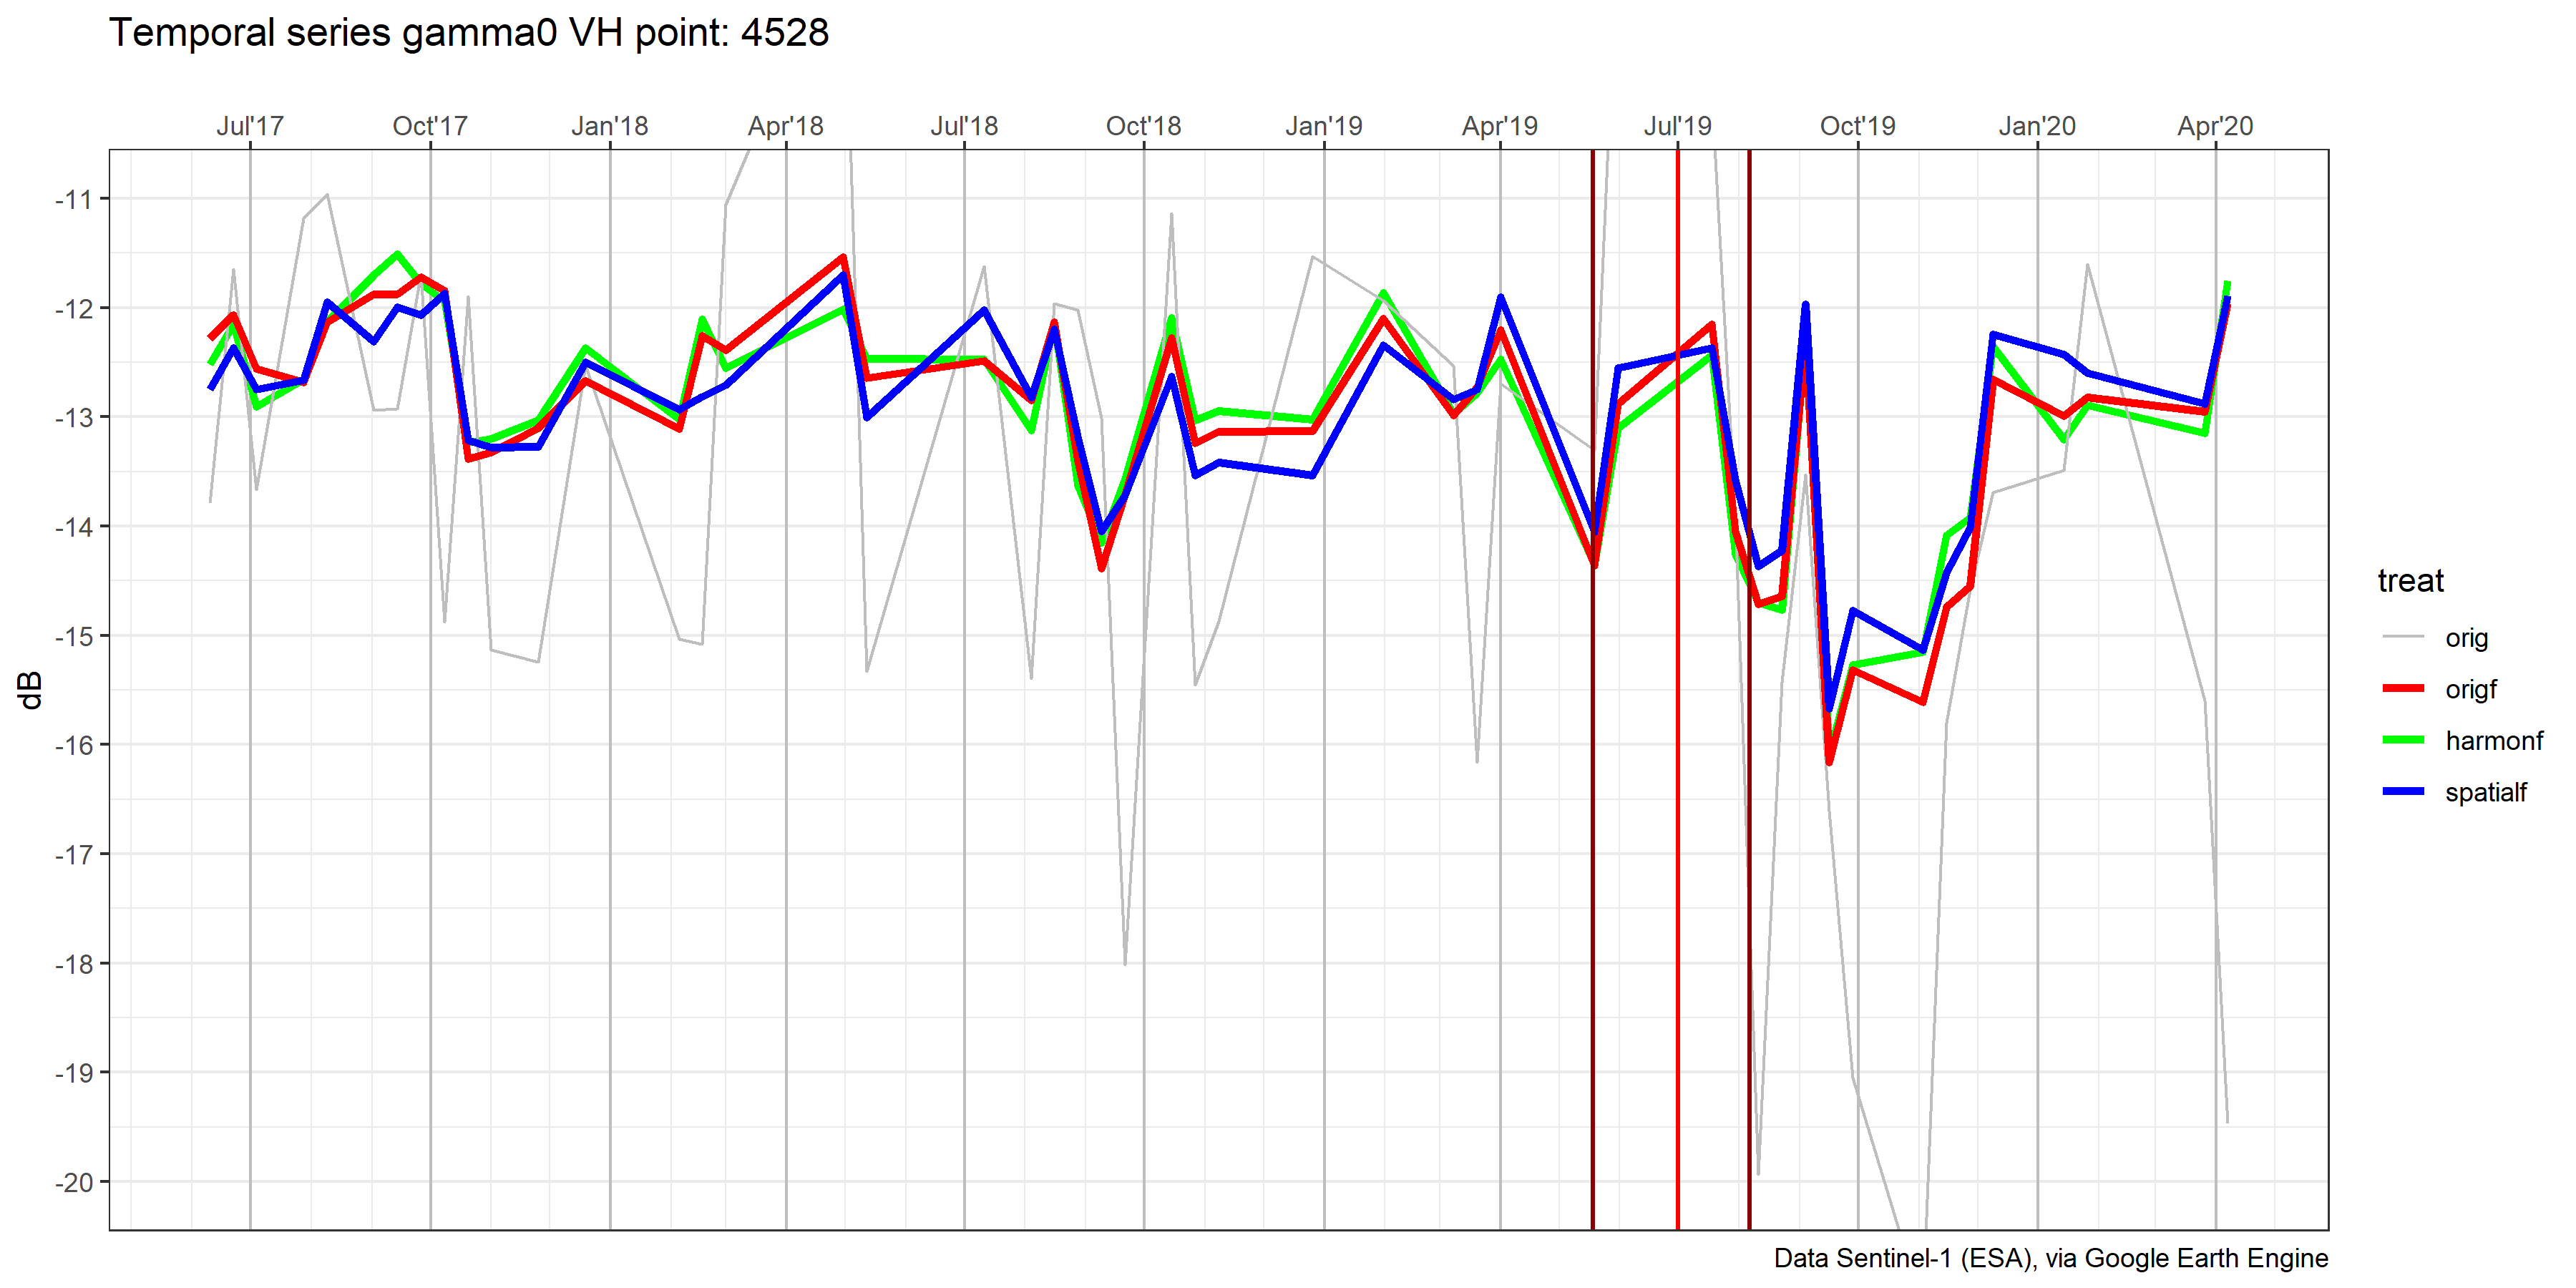 Temporal series gamma0 VH point: 4528
Jul'17 Oct'17 Jan'18 Apr'18 Jul'18 Oct'18 Jan'19 Apr'19 Jul'19 Oct'19 Jan'20 Apr'20
-11
-12
-13
-14
-15
-16
-17
-18
-19
-20
dB
treat
orig
origf
harmonf
spatialf
Data Sentinel-1 (ESA), via Google Earth Engine